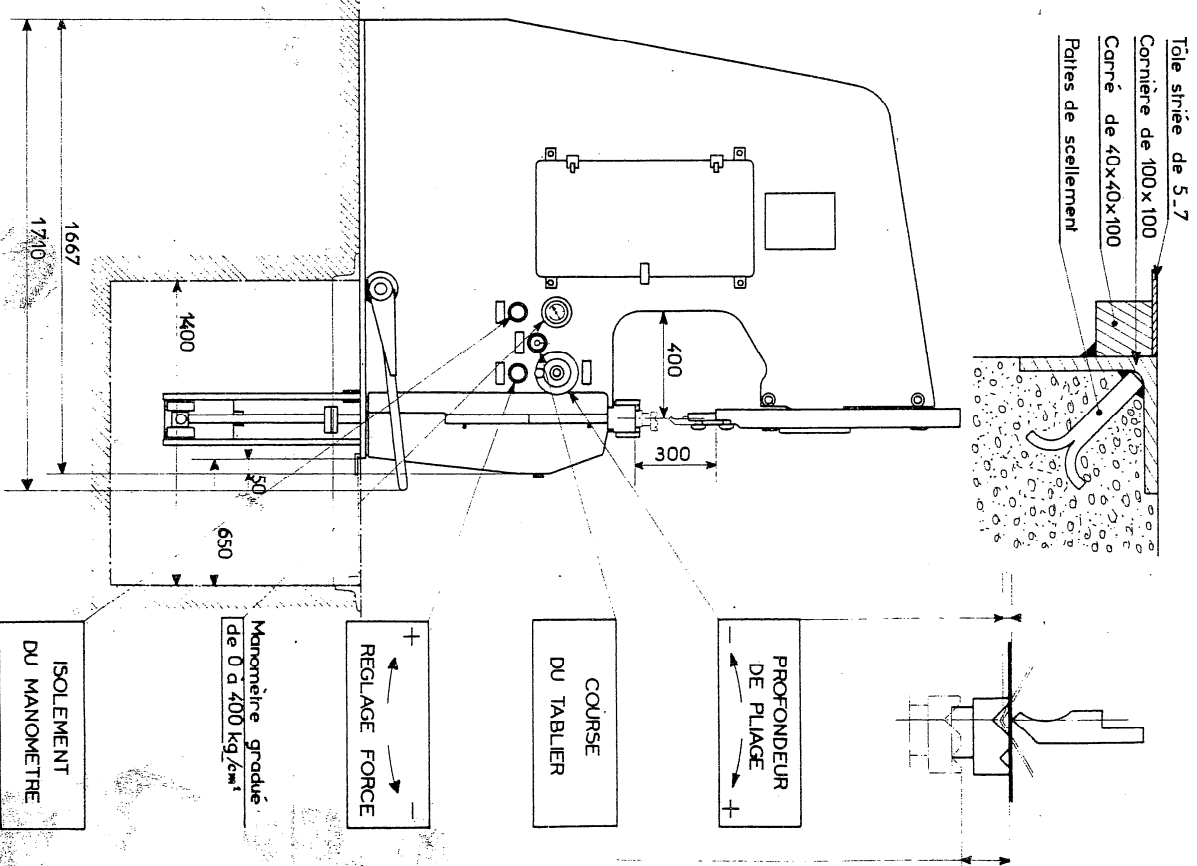 Tôle striée de 5_7
Cornière de 100x100
Carré de 40x40x100
Pattes de scellement
400
300
1667
1710
1400
50
650
PROFONDEUR
DE PLIAGE
- +
COURSE
DU TABLIER
+ -
REGLAGE FORCE
Manomètre gradué
de 0 à 400 kg/cm²
ISOLEMENT
DU MANOMETRE